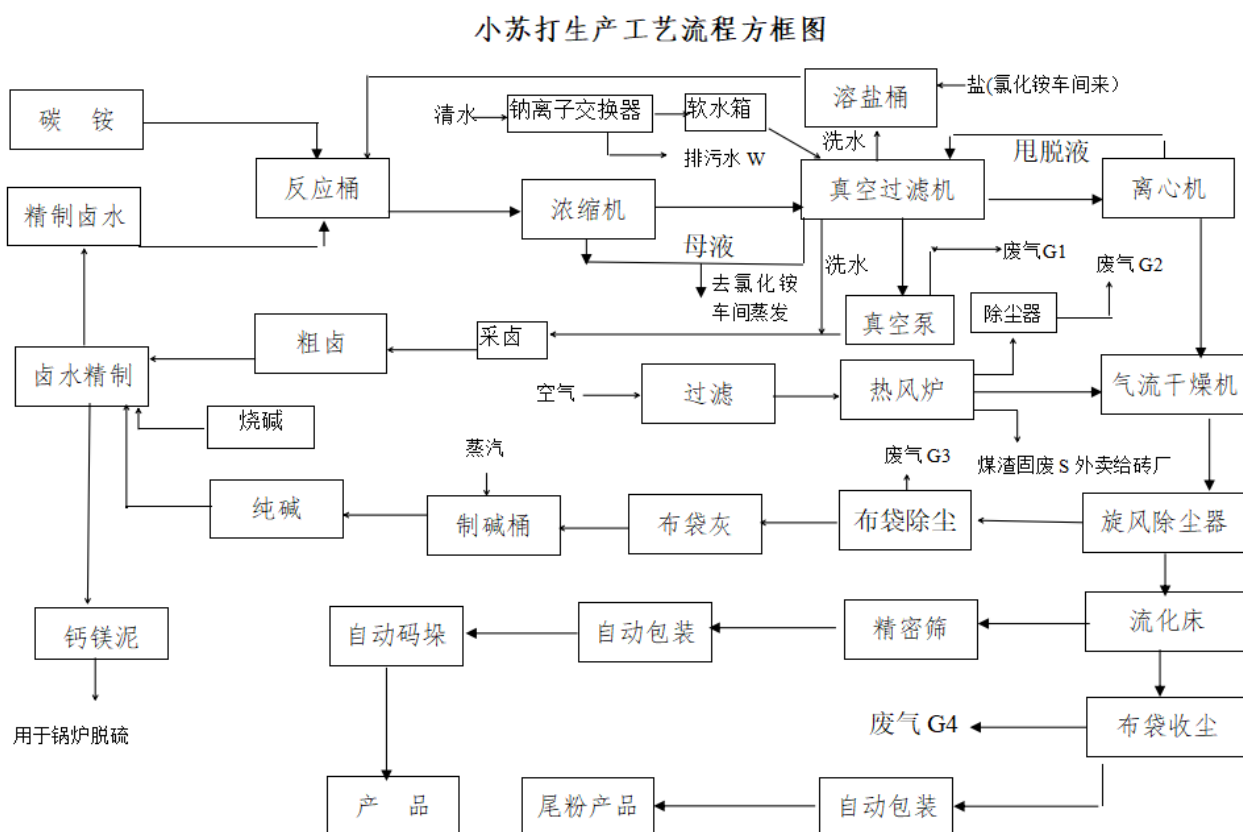 小苏打生产工艺流程方框图
碳 铵
清水
钠离子交换器
软水箱
溶盐桶
盐(氯化铵车间来）
洗水
甩脱液
排污水 W
反应桶
精制卤水
浓缩机
真空过滤机
离心机
母液
去氯化铵
车间蒸发
洗水
废气G1
废气 G2
真空泵
除尘器
粗卤
采卤
卤水精制
空气
过滤
热风炉
气流干燥机
烧碱
蒸汽
废气 G3
煤渣固废 S 外卖给砖厂
纯碱
制碱桶
布袋灰
布袋除尘
旋风除尘器
钙镁泥
自动码垛
自动包装
精密筛
流化床
用于锅炉脱硫
废气 G4
布袋收尘
产 品
尾粉产品
自动包装